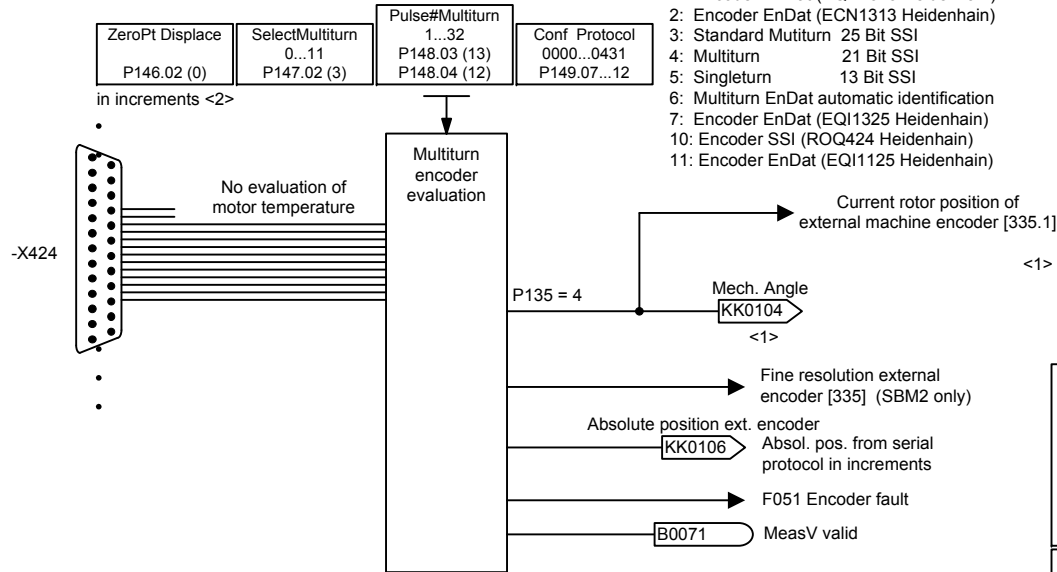 2: Encoder EnDat (ECN1313 Heidenhain)
3: Standard Mutiturn 25 Bit SSI
4: Multiturn 21 Bit SSI
5: Singleturn 13 Bit SSI
6: Multiturn EnDat automatic identification
7: Encoder EnDat (EQI1325 Heidenhain)
10: Encoder SSI (ROQ424 Heidenhain)
11: Encoder EnDat (EQI1125 Heidenhain)
ZeroPt Displace
P146.02 (0)
SelectMultiturn
0...11
P147.02 (3)
Pulse#Multiturn
1...32
P148.03 (13)
P148.04 (12)
Conf Protocol
0000...0431
P149.07...12
in increments <2>
Multiturn
encoder
evaluation
No evaluation of
motor temperature
-X424
Current rotor position of
external machine encoder [335.1]
<1>
P135 = 4
Mech. Angle
KK0104
<1>
Fine resolution external
encoder [335] (SBM2 only)
Absolute position ext. encoder
KK0106
Absol. pos. from serial
protocol in increments
F051 Encoder fault
B0071
MeasV valid